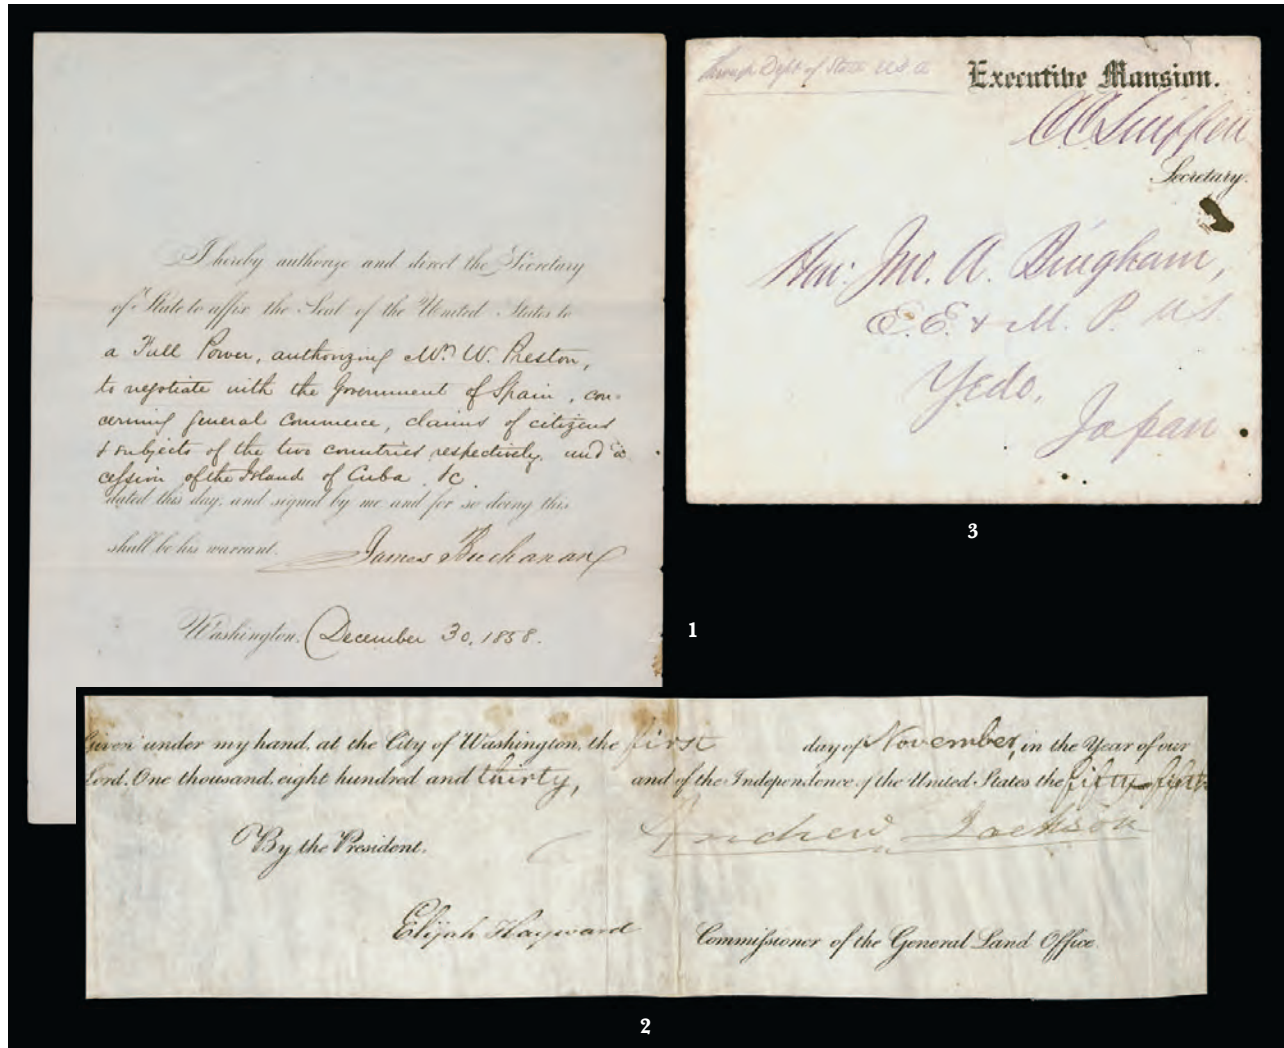 I hereby authorize and direct the Secretary
of State to affix the Seal of the United States to
a Full Power, authorizing Mr. W. Preston,
to negotiate with the Government of Spain, con-
cerning general commerce, claims of citizens
& subjects of the two countries respectively, and a
cession of the Island of Cuba &c
dated this day, and signed by me and for so doing this
shall be his warrant.
James Buchanan
Washington, December 30, 1858.
1
Through Dept of State U.S.A
Executive Mansion.
C.C. Sniffen
Secretary.
Hon: Jno. A. Bingham,
E. E. & M. P. U.S.
Yedo,
Japan
3
Given under my hand, at the City of Washington, the first day of November, in the Year of our
Lord, One thousand, eight hundred and thirty, and of the Independence of the United States the fifty-fifth
Andrew Jackson
By the President.
Elijah Hayward
Commissioner of the General Land Office.
2